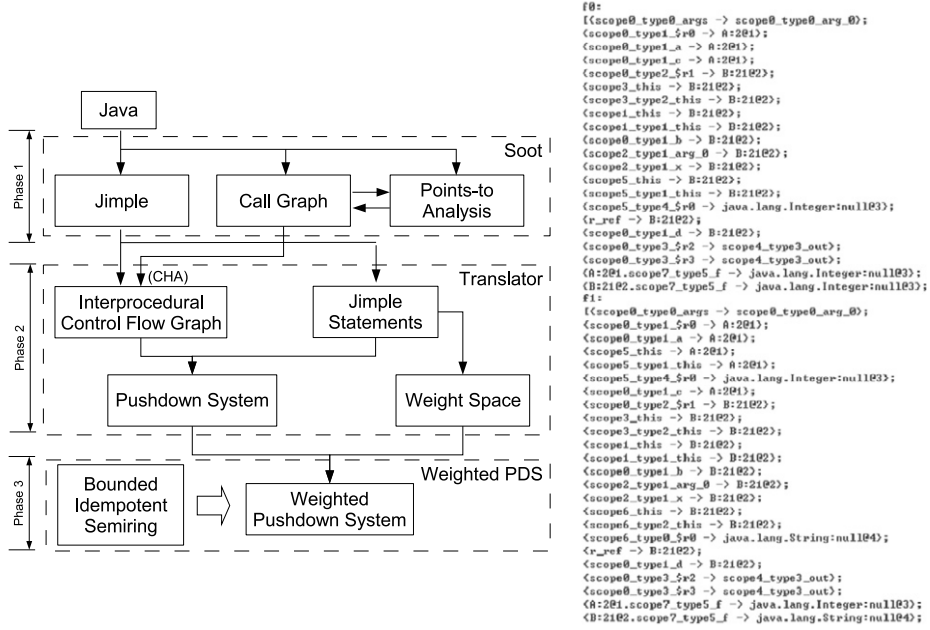 Java
Phase 1
Soot
Jimple
Call Graph
Points-to
Analysis
Phase 2
(CHA)
Translator
Interprocedural
Control Flow Graph
Jimple
Statements
Pushdown System
Weight Space
Phase 3
Weighted PDS
Bounded
Idempotent
Semiring
Weighted
Pushdown System
f0:
[<scope0_type0_args -> scope0_type0_arg_0>;
<scope0_type1_$r0 -> A:2@1>;
<scope0_type1_a -> A:2@1>;
<scope0_type1_c -> A:2@1>;
<scope0_type2_$r1 -> B:21@2>;
<scope3_this -> B:21@2>;
<scope3_type2_this -> B:21@2>;
<scope1_this -> B:21@2>;
<scope1_type1_this -> B:21@2>;
<scope0_type1_b -> B:21@2>;
<scope2_type1_arg_0 -> B:21@2>;
<scope2_type1_x -> B:21@2>;
<scope5_this -> B:21@2>;
<scope5_type1_this -> B:21@2>;
<scope5_type4_$r0 -> java.lang.Integer:null@3>;
<r_ref -> B:21@2>;
<scope0_type1_d -> B:21@2>;
<scope0_type3_$r2 -> scope4_type3_out>;
<scope0_type3_$r3 -> scope4_type3_out>;
<A:2@1.scope7_type5_f -> java.lang.Integer:null@3>;
<B:21@2.scope7_type5_f -> java.lang.Integer:null@3>;
f1:
[<scope0_type0_args -> scope0_type0_arg_0>;
<scope0_type1_$r0 -> A:2@1>;
<scope0_type1_a -> A:2@1>;
<scope5_this -> A:2@1>;
<scope5_type1_this -> A:2@1>;
<scope5_type4_$r0 -> java.lang.Integer:null@3>;
<scope0_type1_c -> A:2@1>;
<scope0_type2_$r1 -> B:21@2>;
<scope3_this -> B:21@2>;
<scope3_type2_this -> B:21@2>;
<scope1_this -> B:21@2>;
<scope1_type1_this -> B:21@2>;
<scope0_type1_b -> B:21@2>;
<scope2_type1_arg_0 -> B:21@2>;
<scope2_type1_x -> B:21@2>;
<scope6_this -> B:21@2>;
<scope6_type2_this -> B:21@2>;
<scope6_type0_$r0 -> java.lang.String:null@4>;
<r_ref -> B:21@2>;
<scope0_type1_d -> B:21@2>;
<scope0_type3_$r2 -> scope4_type3_out>;
<scope0_type3_$r3 -> scope4_type3_out>;
<A:2@1.scope7_type5_f -> java.lang.Integer:null@3>;
<B:21@2.scope7_type5_f -> java.lang.String:null@4>;